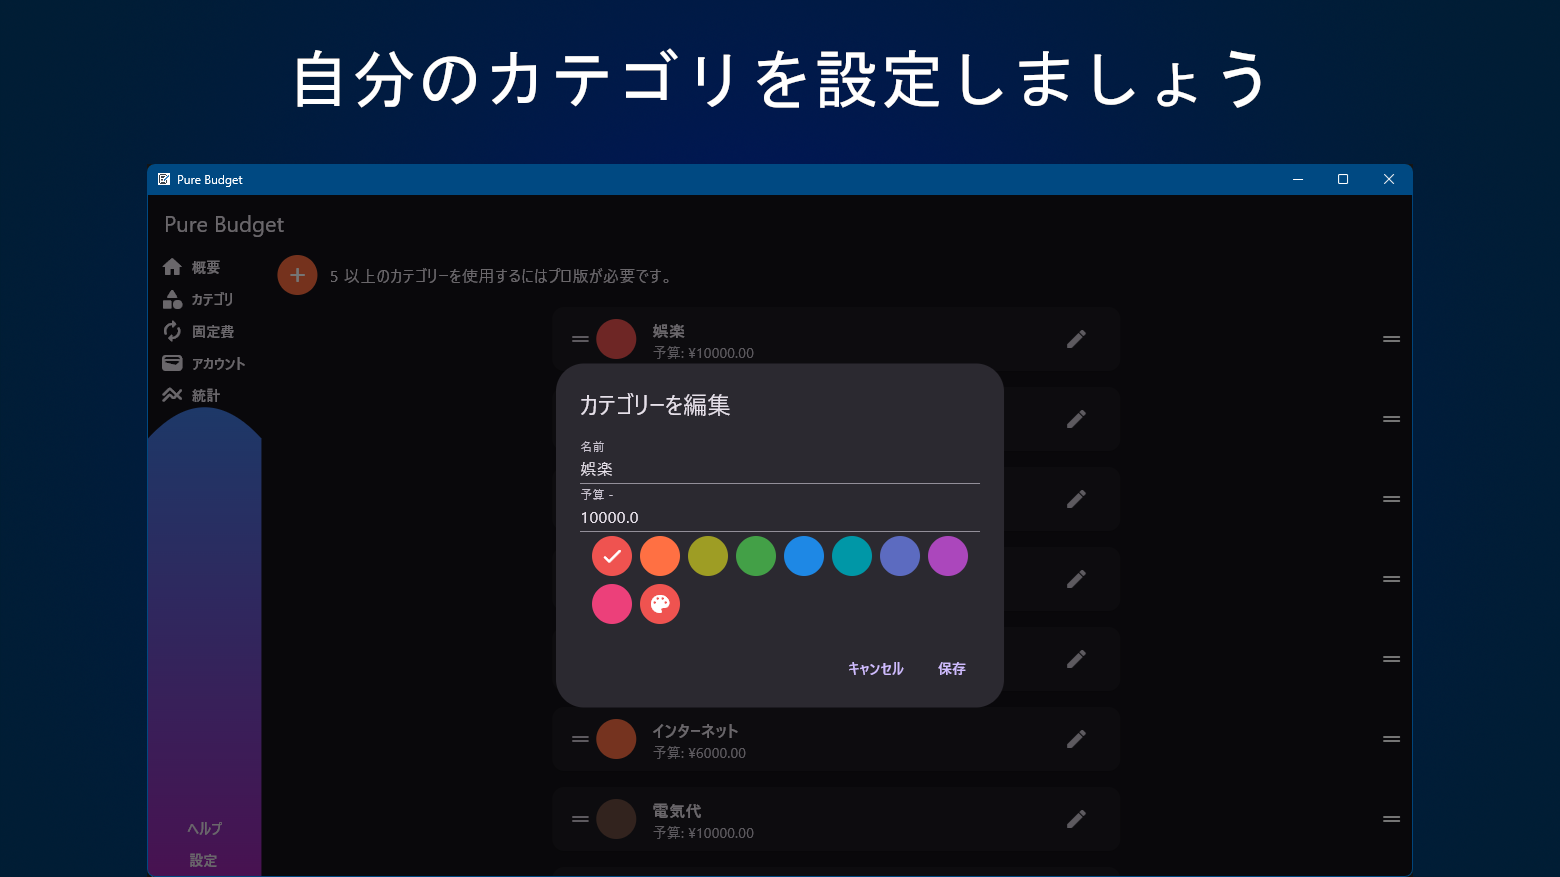 自分のカテゴリを設定しましょう
Pure Budget
Pure Budget
概要
カテゴリ
固定費
アカウント
統計
ヘルプ
設定
5 以上のカテゴリーを使用するにはプロ版が必要です。
娯楽
予算: ¥10000.00
カテゴリーを編集
名前
娯楽
予算 -
10000.0
キャンセル 保存
インターネット
予算: ¥6000.00
電気代
予算: ¥10000.00